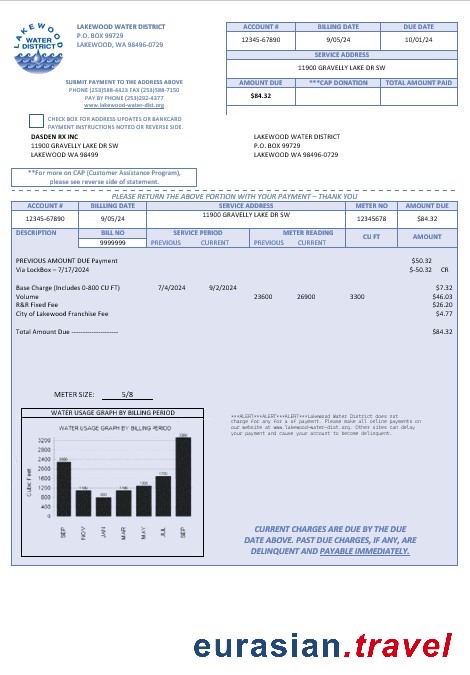 LAKEWOOD
WATER
DISTRICT
LAKEWOOD WATER DISTRICT
P.O. BOX 99729
LAKEWOOD, WA 98496-0729
SUBMIT PAYMENT TO THE ADDRESS ABOVE
PHONE (253)588-4423 FAX (253)588-7150
PAY BY PHONE (253)292-4377
www.lakewood-water-dist.org
CHECK BOX FOR ADDRESS UPDATES OR BANKCARD
PAYMENT INSTRUCTIONS NOTED OR REVERSE SIDE.
ACCOUNT # BILLING DATE DUE DATE
12345-67890 9/05/24 10/01/24
SERVICE ADDRESS
11900 GRAVELLY LAKE DR SW
AMOUNT DUE ***CAP DONATION TOTAL AMOUNT PAID
$84.32
DASDEN RX INC
11900 GRAVELLY LAKE DR SW
LAKEWOOD WA 98499
LAKEWOOD WATER DISTRICT
P.O. BOX 99729
LAKEWOOD, WA 98496-0729
**For more on CAP (Customer Assistance Program),
please see reverse side of statement.
PLEASE RETURN THE ABOVE PORTION WITH YOUR PAYMENT – THANK YOU
ACCOUNT # BILLLING DATE SERVICE ADDRESS METER NO AMOUNT DUE
12345-67890 9/05/24 11900 GRAVELLY LAKE DR SW 12345678 $84.32
DESCRIPTION BILL NO SERVICE PERIOD METER READING CU FT AMOUNT
9999999 PREVIOUS CURRENT PREVIOUS CURRENT
PREVIOUS AMOUNT DUE Payment $50.32
Via LockBox – 7/17/2024 $-50.32 CR
Base Charge (Includes 0-800 CU FT) 7/4/2024 9/2/2024 $7.32
Volume 23600 26900 3300 $46.03
R&R Fixed Fee $26.20
City of Lakewood Franchise Fee $4.77
Total Amount Due -------------------- $84.32
METER SIZE: 5/8
WATER USAGE GRAPH BY BILLING PERIOD
WATER USAGE GRAPH BY BILLING PERIOD
Cubic Feet
3200
2800
2400
2000
1600
1200
800
400
0
SEP NOV JAN MAR MAY JUL SEP
***ALERT***ALERT***ALERT***Lakewood Water District does not
charge for any For a of payment. Please make all online payments on
our website at www.lakewood-water-dist.org. Other sites can delay
your payment and cause your account to become delinquent.
CURRENT CHARGES ARE DUE BY THE DUE
DATE ABOVE. PAST DUE CHARGES, IF ANY, ARE
DELINQUENT AND PAYABLE IMMEDIATELY.
eurasian.travel